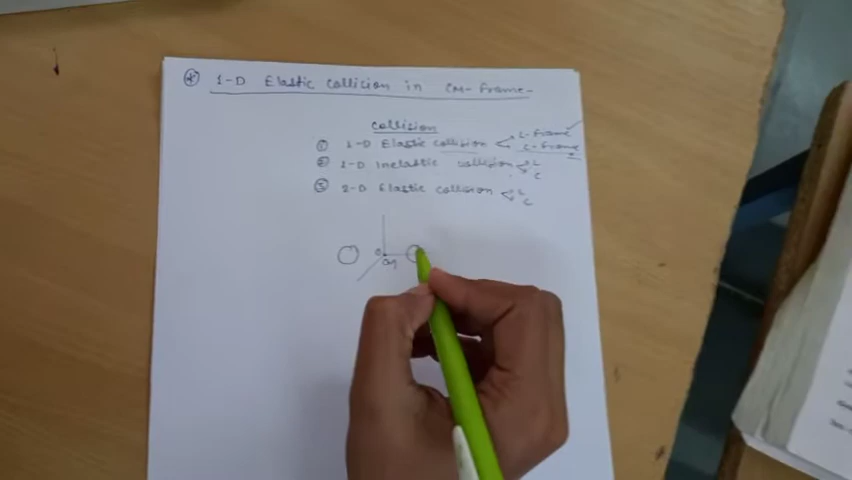 * 1-D Elastic collision in CM-Frame-
collision
① 1-D Elastic collision L-Frame
C-Frame
② 1-D Inelastic collision L
C
③ 2-D Elastic collision L
C
O
CM